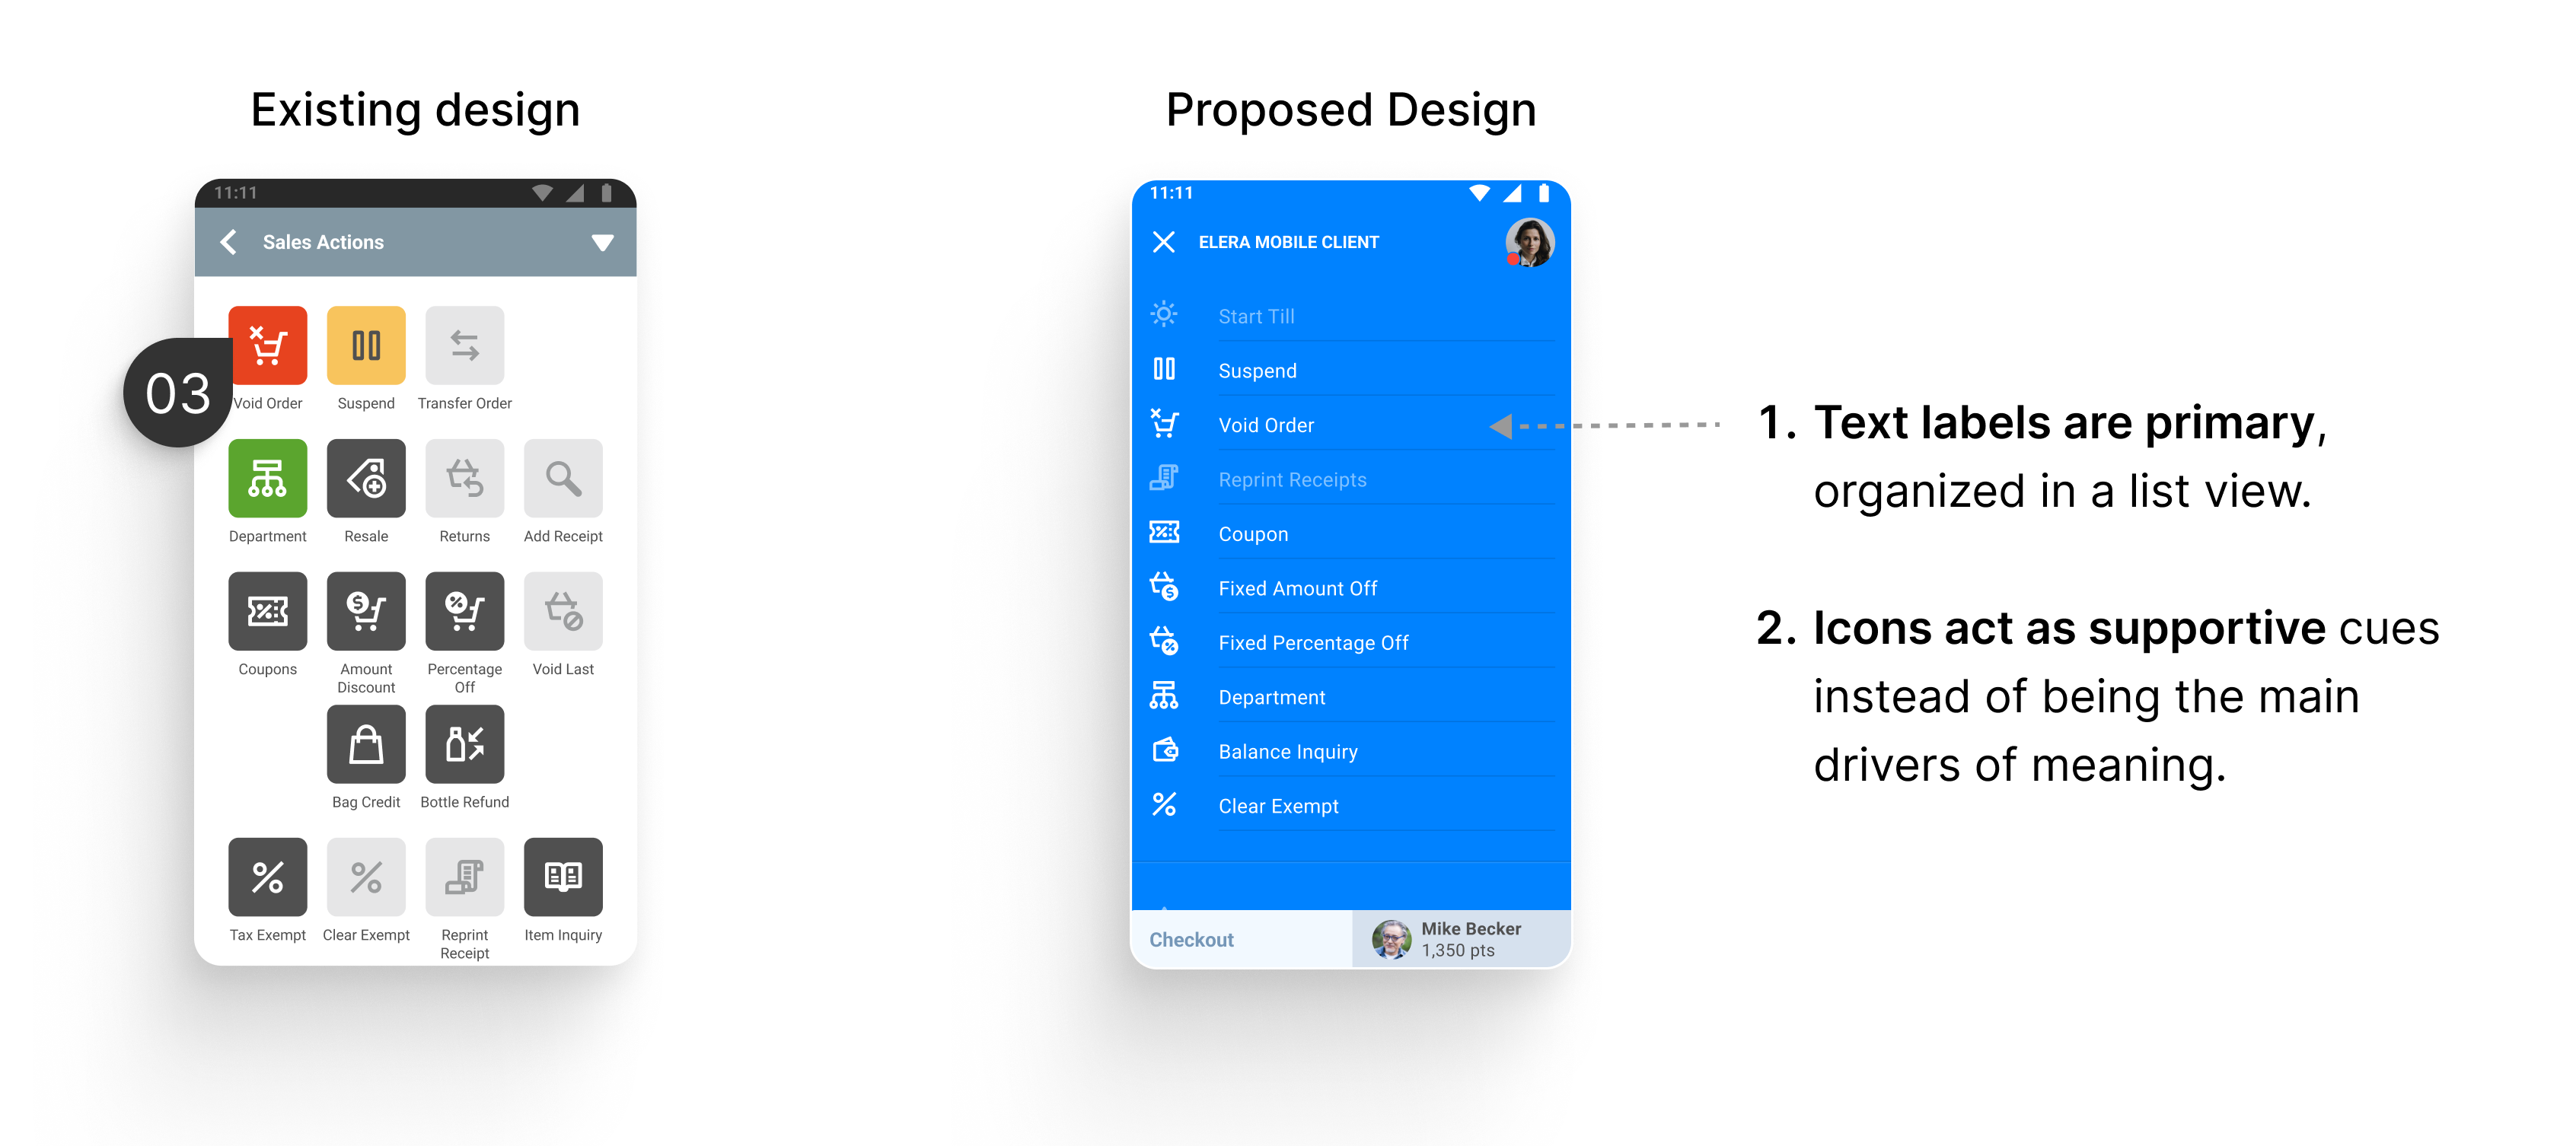 Existing design
Proposed Design
11:11
Sales Actions
03
Void Order
Suspend
Transfer Order
Department
Resale
Returns
Add Receipt
Coupons
Amount
Discount
Percentage
Off
Void Last
Bag Credit
Bottle Refund
Tax Exempt
Clear Exempt
Reprint
Receipt
Item Inquiry
11:11
ELERA MOBILE CLIENT
Start Till
Suspend
Void Order
Reprint Receipts
Coupon
Fixed Amount Off
Fixed Percentage Off
Department
Balance Inquiry
Clear Exempt
Checkout
Mike Becker
1,350 pts
1. Text labels are primary,
organized in a list view.
2. Icons act as supportive cues
instead of being the main
drivers of meaning.